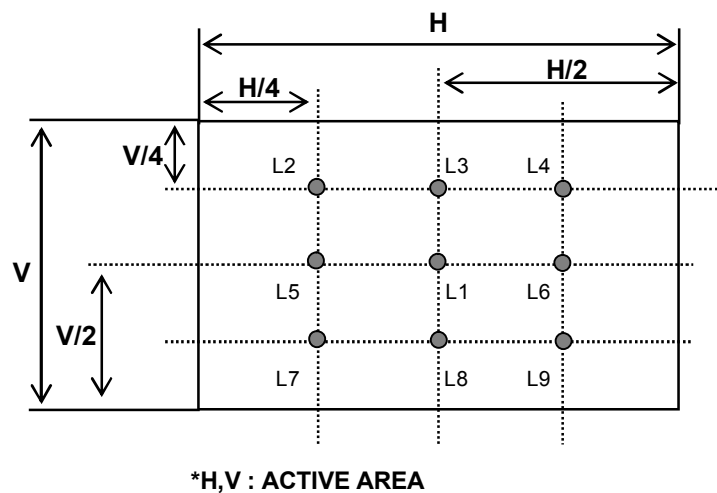 H
H/2
H/4
V/4
L2 L3 L4
V
L5 L1 L6
V/2
L7 L8 L9
*H,V : ACTIVE AREA